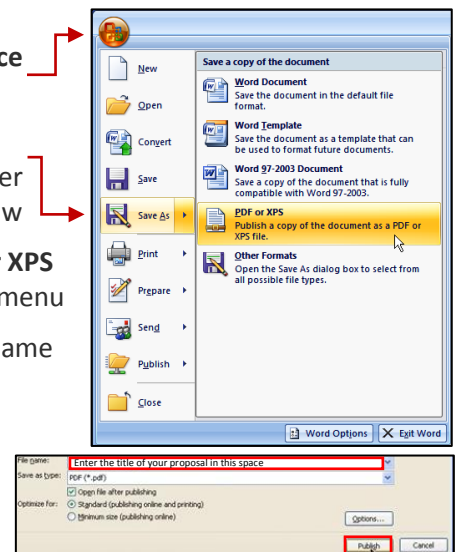 ce
er
w
XPS
menu
ame
New
Open
Convert
Save
Save As
Print
Prepare
Send
Publish
Close
Save a copy of the document
Word Document
Save the document in the default file
format.
Word Template
Save the document as a template that can
be used to format future documents.
Word 97-2003 Document
Save a copy of the document that is fully
compatible with Word 97-2003.
PDF or XPS
Publish a copy of the document as a PDF or
XPS file.
Other Formats
Open the Save As dialog box to select from
all possible file types.
Word Options
Exit Word
File name: Enter the title of your proposal in this space
Save as type: PDF (*.pdf)
Open file after publishing
Optimize for: Standard (publishing online and printing)
Minimum size (publishing online)
Options...
Publish
Cancel